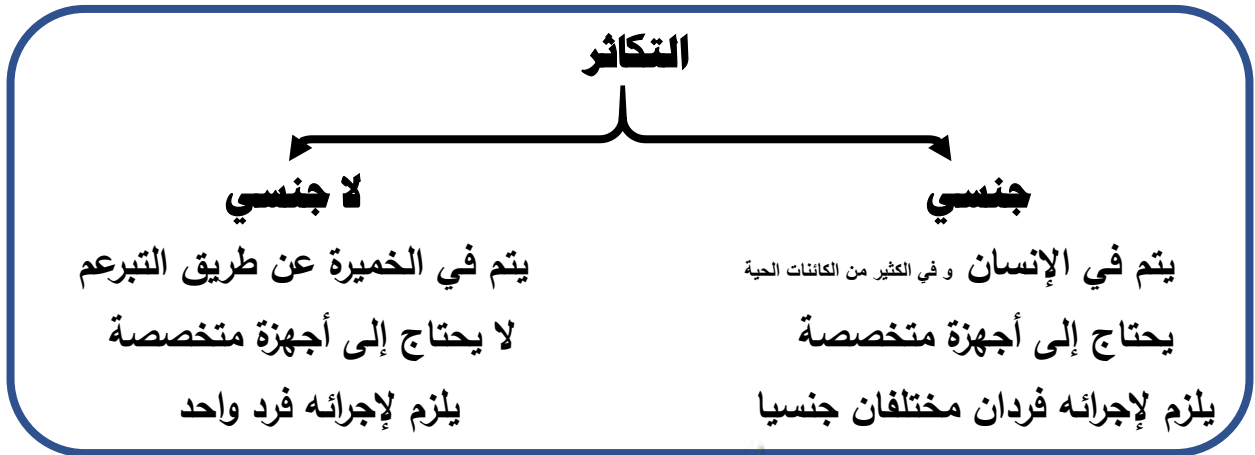 التكاثر
جنسي
يتم في الإنسان و في الكثير من الكائنات الحية
يحتاج إلى أجهزة متخصصة
يلزم لإجرائه فردان مختلفان جنسيا
لا جنسي
يتم في الخميرة عن طريق التبرعم
لا يحتاج إلى أجهزة متخصصة
يلزم لإجرائه فرد واحد